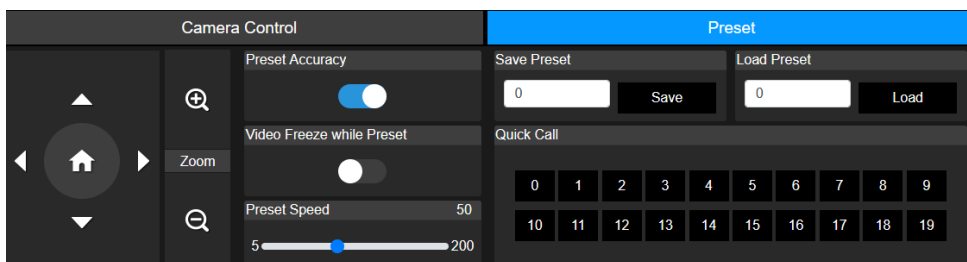 Camera Control
Preset
Preset Accuracy
Save Preset
Load Preset
0
Save
0
Load
Video Freeze while Preset
Quick Call
Zoom
0 1 2 3 4 5 6 7 8 9
Preset Speed 50
10 11 12 13 14 15 16 17 18 19
5 200